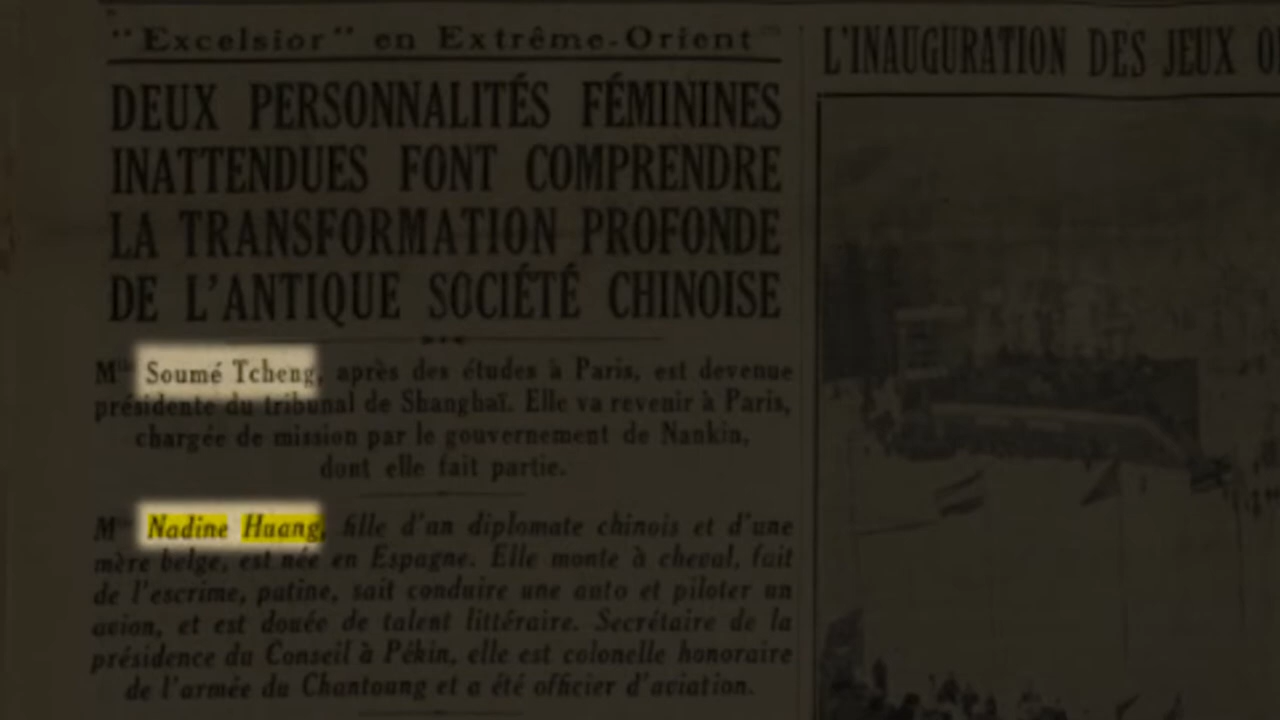 "Excelsior" en Extrême-Orient
DEUX PERSONNALITÉS FÉMININES
INATTENDUES FONT COMPRENDRE
LA TRANSFORMATION PROFONDE
DE L'ANTIQUE SOCIÉTÉ CHINOISE
Mlle Soumé Tcheng, après des études à Paris, est devenue
présidente du tribunal de Shanghaï. Elle va revenir à Paris,
chargée de mission par le gouvernement de Nankin,
dont elle fait partie.
Mlle Nadine Huang, fille d'un diplomate chinois et d'une
mère belge, est née en Espagne. Elle monte à cheval, fait
de l'escrime, patine, sait conduire une auto et piloter un
avion, et est douée de talent littéraire. Secrétaire de la
présidence du Conseil à Pékin, elle est colonelle honoraire
de l'armée du Chantoung et a été officier d'aviation.
L'INAUGURATION DES JEUX